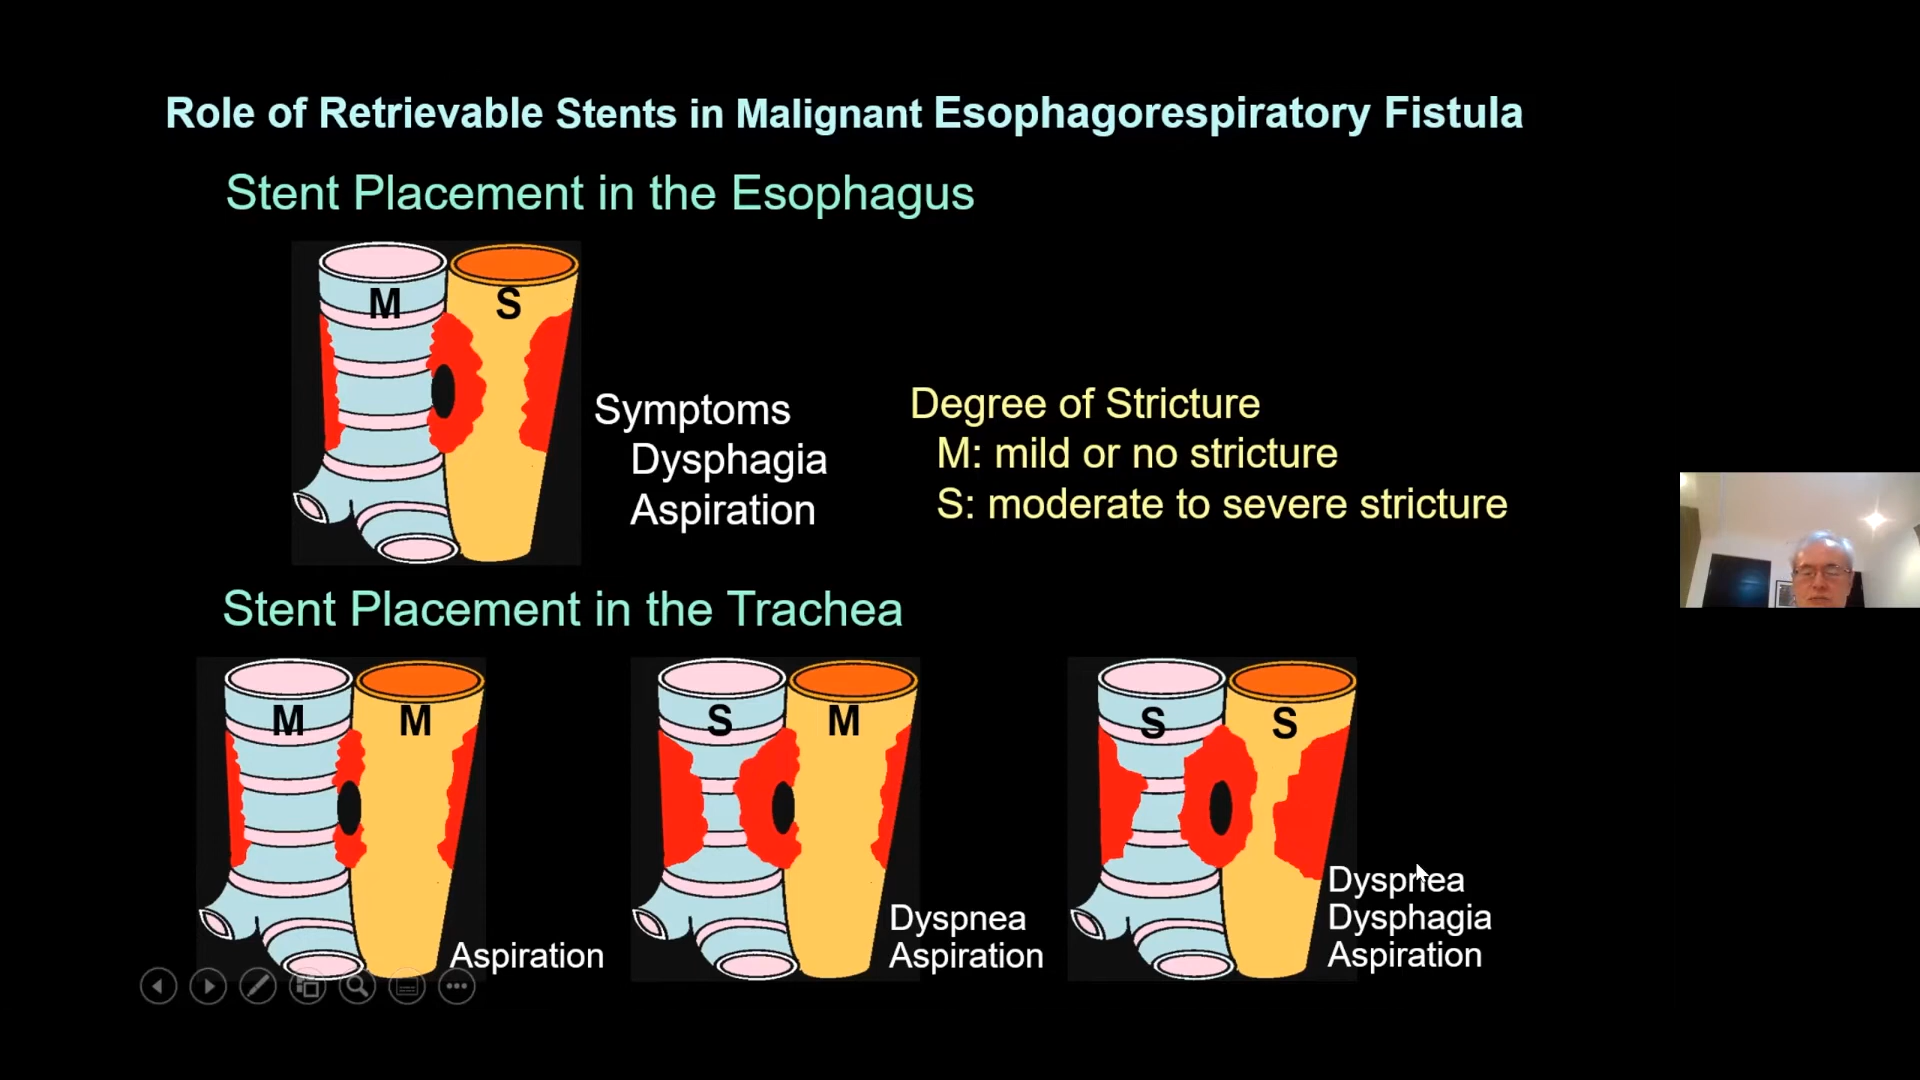 Role of Retrievable Stents in Malignant Esophagorespiratory Fistula
Stent Placement in the Esophagus
M S
Symptoms
Dysphagia
Aspiration
Degree of Stricture
M: mild or no stricture
S: moderate to severe stricture
Stent Placement in the Trachea
M M
Aspiration
S M
Dyspnea
Aspiration
S S
Dyspnea
Dysphagia
Aspiration